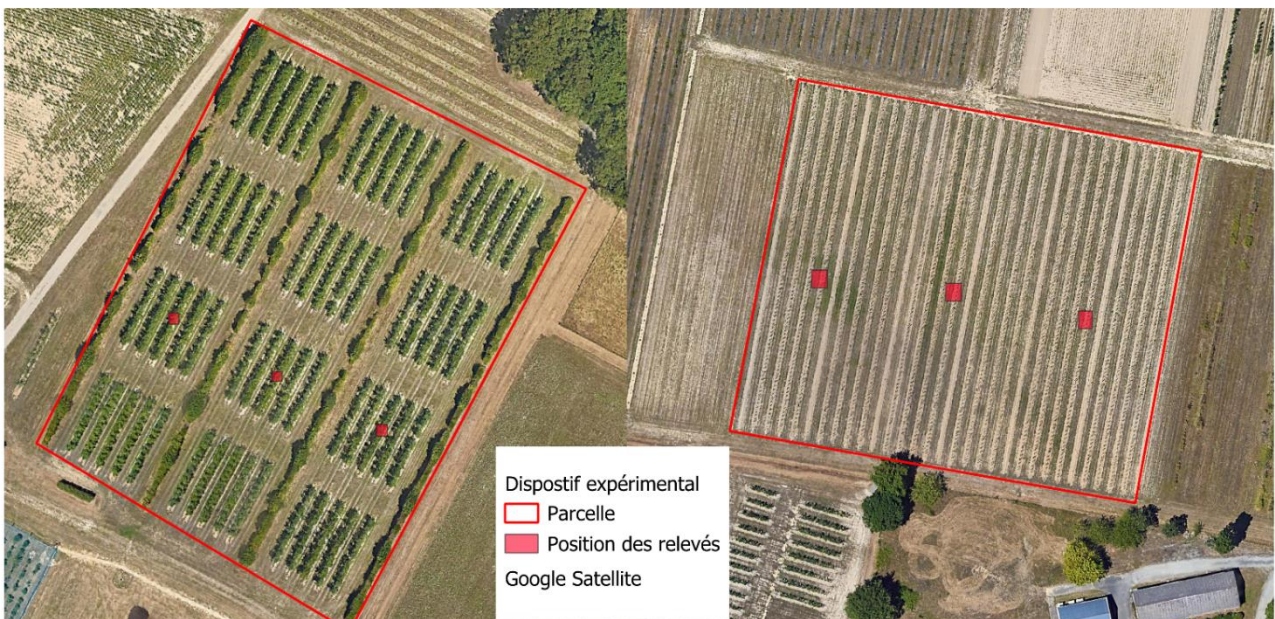 Dispostif expérimental
Parcelle
Position des relevés
Google Satellite